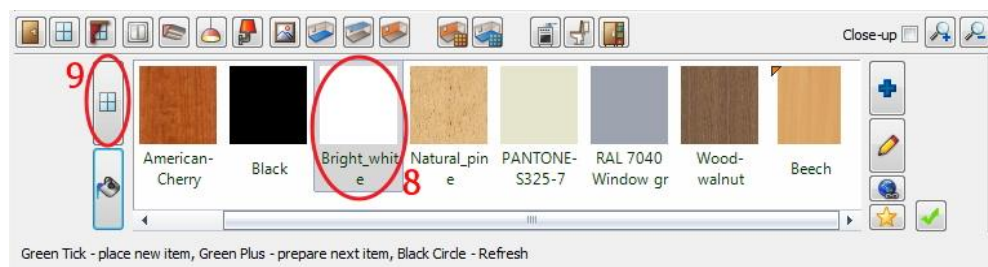 Close-up
9
American-
Cherry
Black
Bright_whit
e
8
Natural_pin
e
PANTONE-
S325-7
RAL 7040
Window gr
Wood-
walnut
Beech
Green Tick - place new item, Green Plus - prepare next item, Black Circle - Refresh